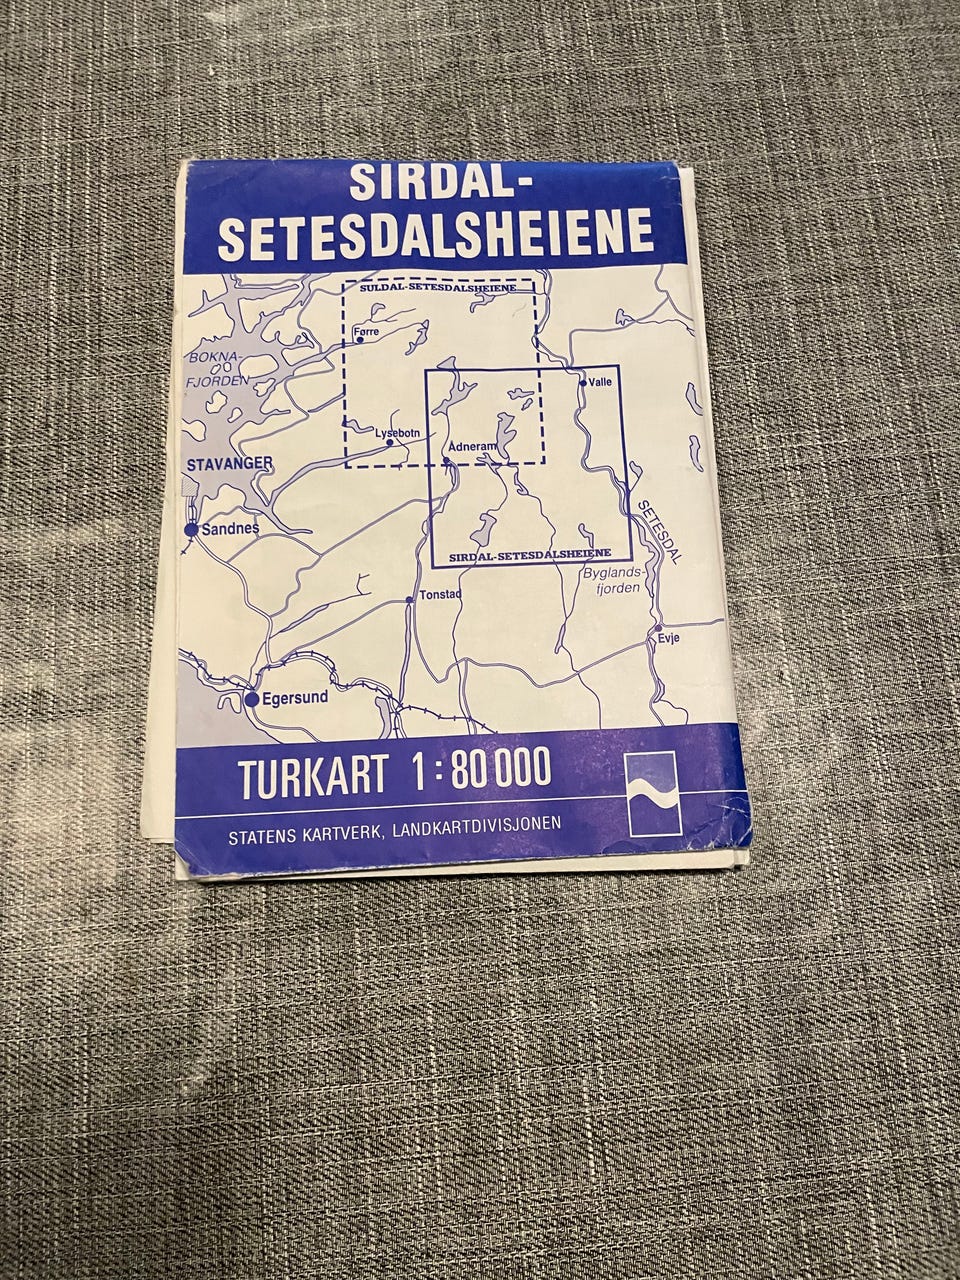 SIRDAL-
SETESDALSHEIENE
SULDAL-SETESDALSHEIENE
Førre
BOKNA-
FJORDEN
Valle
Lysebotn
Ådneram
STAVANGER
Sandnes
SETESDAL
SIRDAL-SETESDALSHEIENE
Byglands-
fjorden
Tonstad
Evje
Egersund
TURKART 1:80 000
STATENS KARTVERK, LANDKARTDIVISJONEN